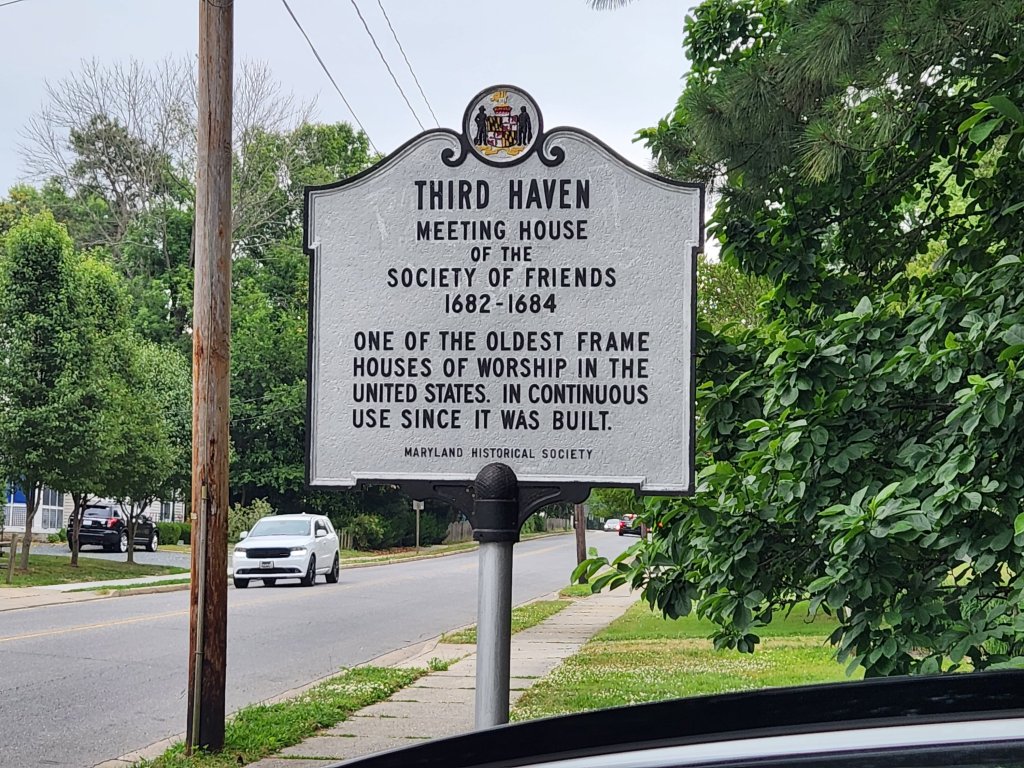 THIRD HAVEN
MEETING HOUSE
OF THE
SOCIETY OF FRIENDS
1682-1684
ONE OF THE OLDEST FRAME
HOUSES OF WORSHIP IN THE
UNITED STATES. IN CONTINUOUS
USE SINCE IT WAS BUILT.
MARYLAND HISTORICAL SOCIETY